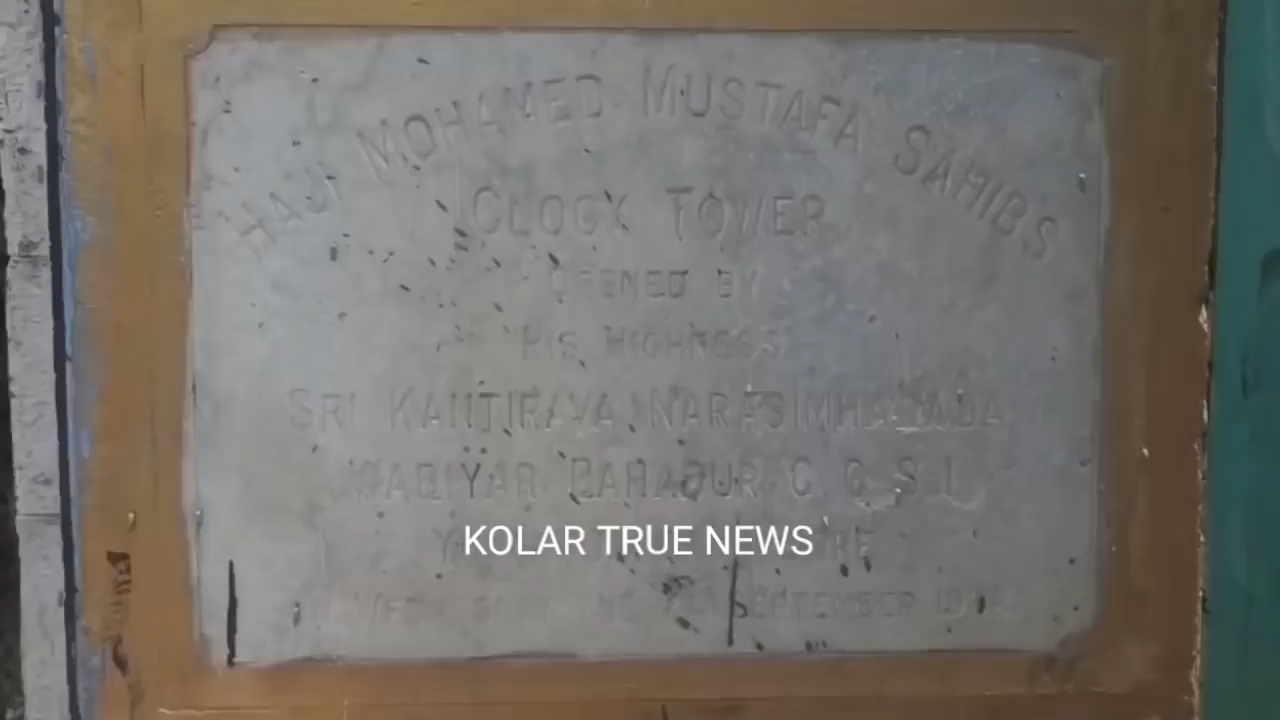 HAJI MOHAMED MUSTAFA SAHIBS
CLOCK TOWER
OPENED BY
HIS HIGHNESS
SRI KANTIRAVA NARASIMHARAJA
WADIYAR BAHADUR G C S I
KOLAR TRUE NEWS
SEPTEMBER